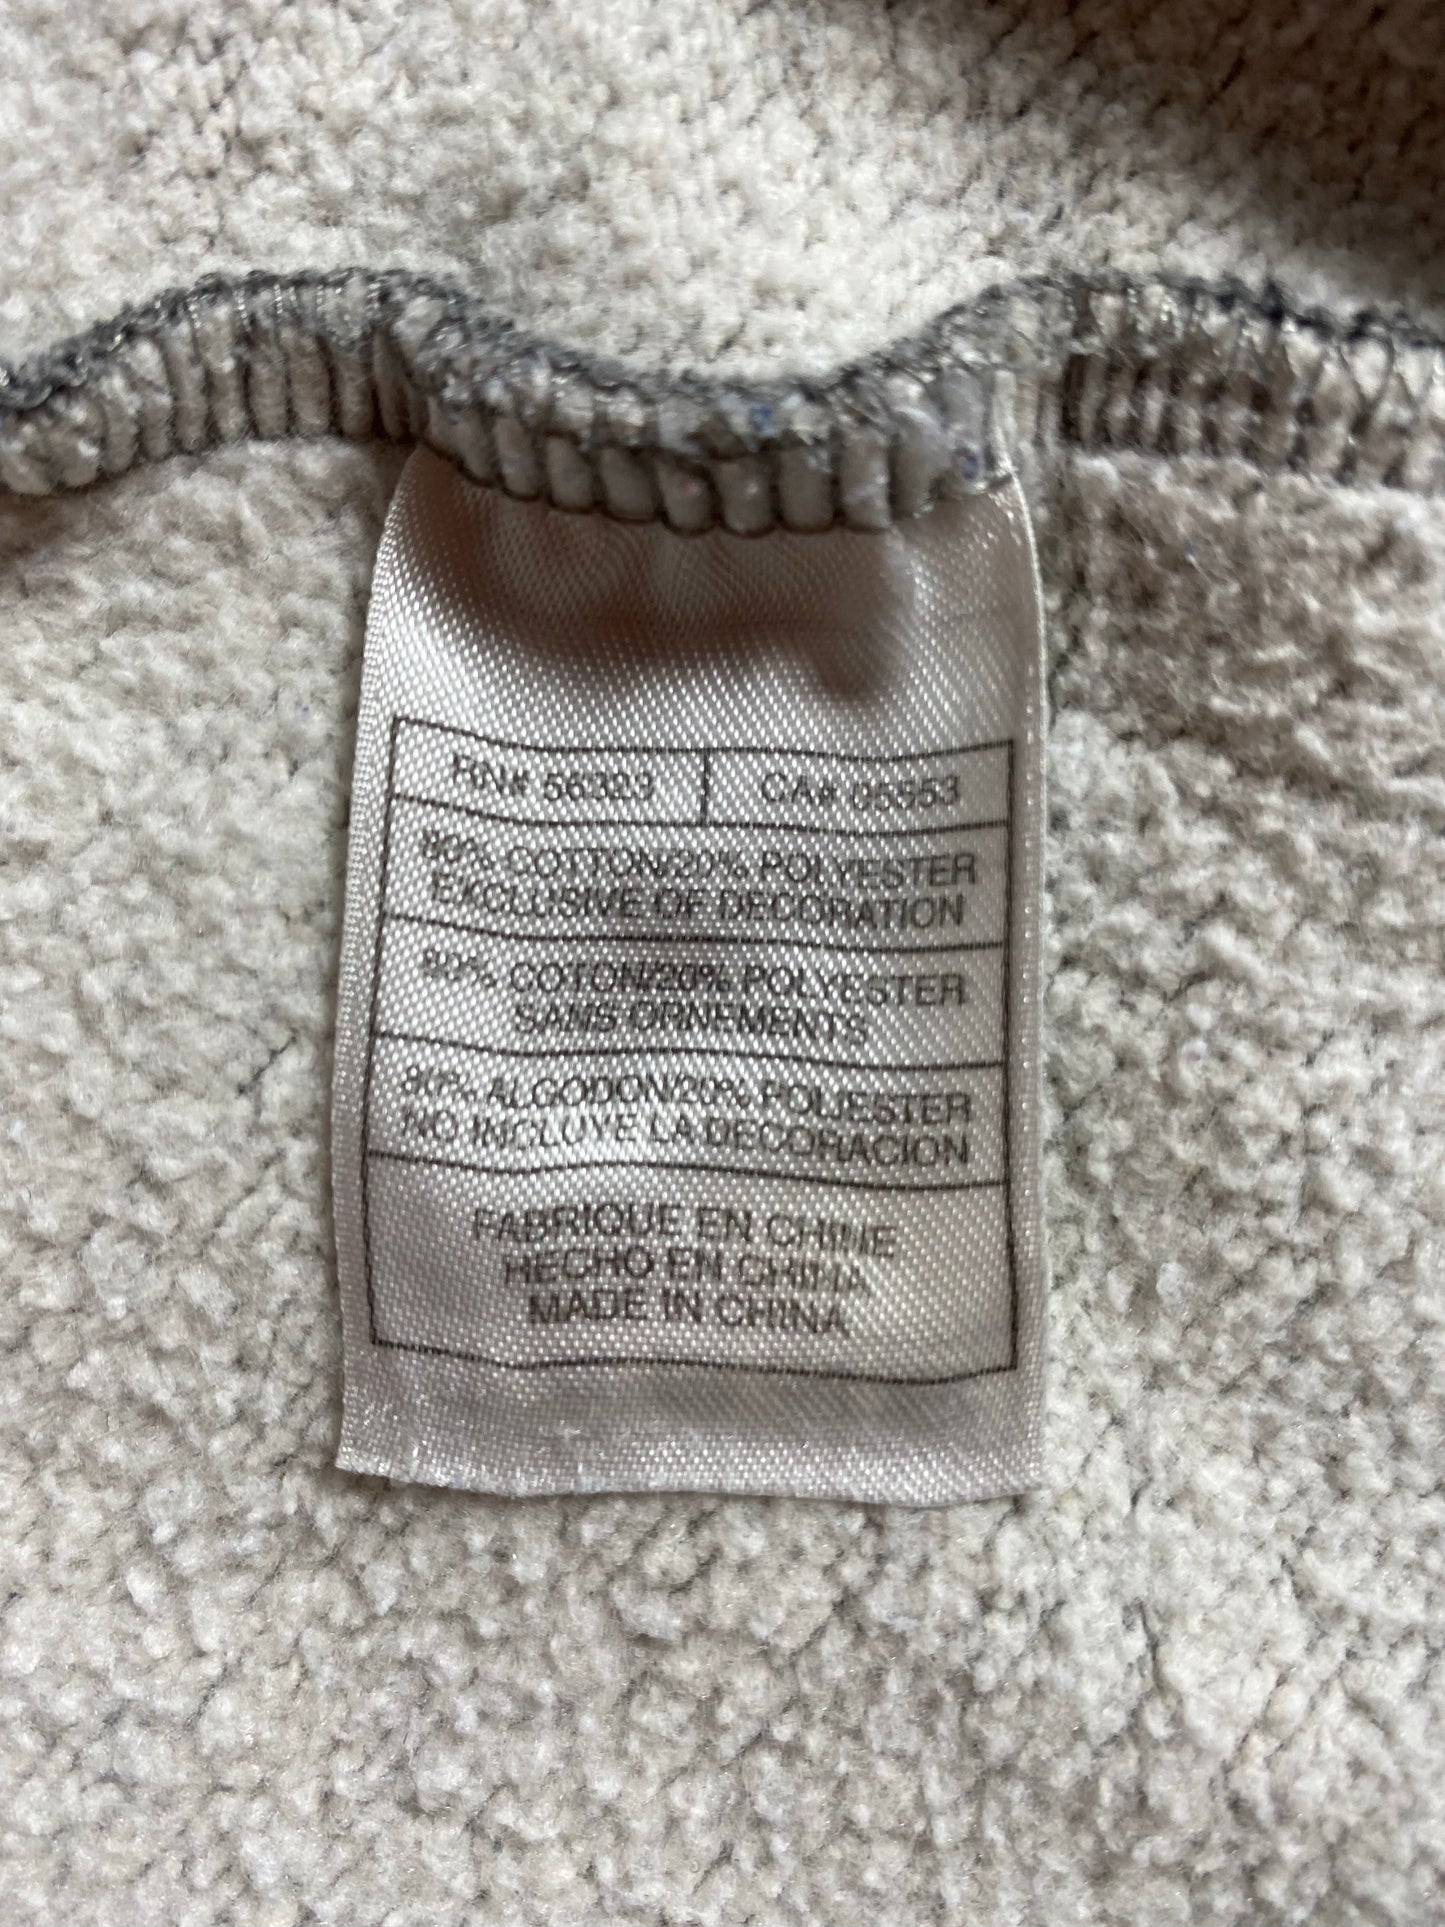 RN# 56323 CA# 05553
80% COTTON/20% POLYESTER
EXCLUSIVE OF DECORATION
80% COTON/20% POLYESTER
SANS ORNEMENTS
80% ALGODON/20% POLIESTER
NO INCLUYE LA DECORACION
FABRIQUE EN CHINE
HECHO EN CHINA
MADE IN CHINA